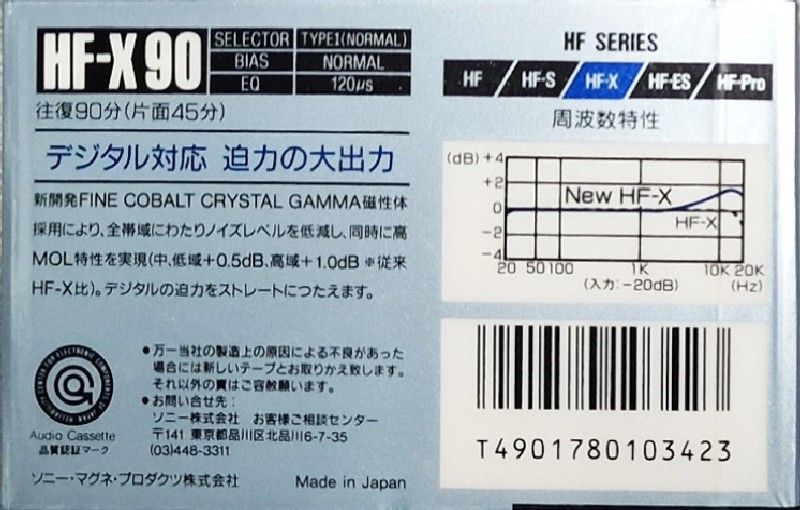 HF-X 90
SELECTOR TYPEI(NORMAL)
BIAS NORMAL
EQ 120μs
往復90分(片面45分)
デジタル対応 迫力の大出力
新開発FINE COBALT CRYSTAL GAMMA磁性体
採用により、全帯域にわたりノイズレベルを低減し、同時に高
MOL特性を実現(中、低域+0.5dB、高域+1.0dB ※従来
HF-X比)。デジタルの迫力をストレートにつたえます。
RELIABILITY CENTER FOR ELECTRONIC COMPONENTS OF JAPAN
Audio Cassette
品質認証マーク
●万一当社の製造上の原因による不良があった
場合には新しいテープとお取りかえ致します。
それ以外の責はご容赦願います。
●お問い合せ先：
ソニー株式会社 お客様ご相談センター
〒141 東京都品川区北品川6-7-35
(03)448-3311
ソニー・マグネ・プロダクツ株式会社 Made in Japan
HF SERIES
HF HF-S HF-X HF-ES HF-Pro
周波数特性
(dB) +4
+2
0
-2
-4
New HF-X
HF-X
20 50 100 1K 10K 20K
(入力：-20dB) (Hz)
T4901780103423